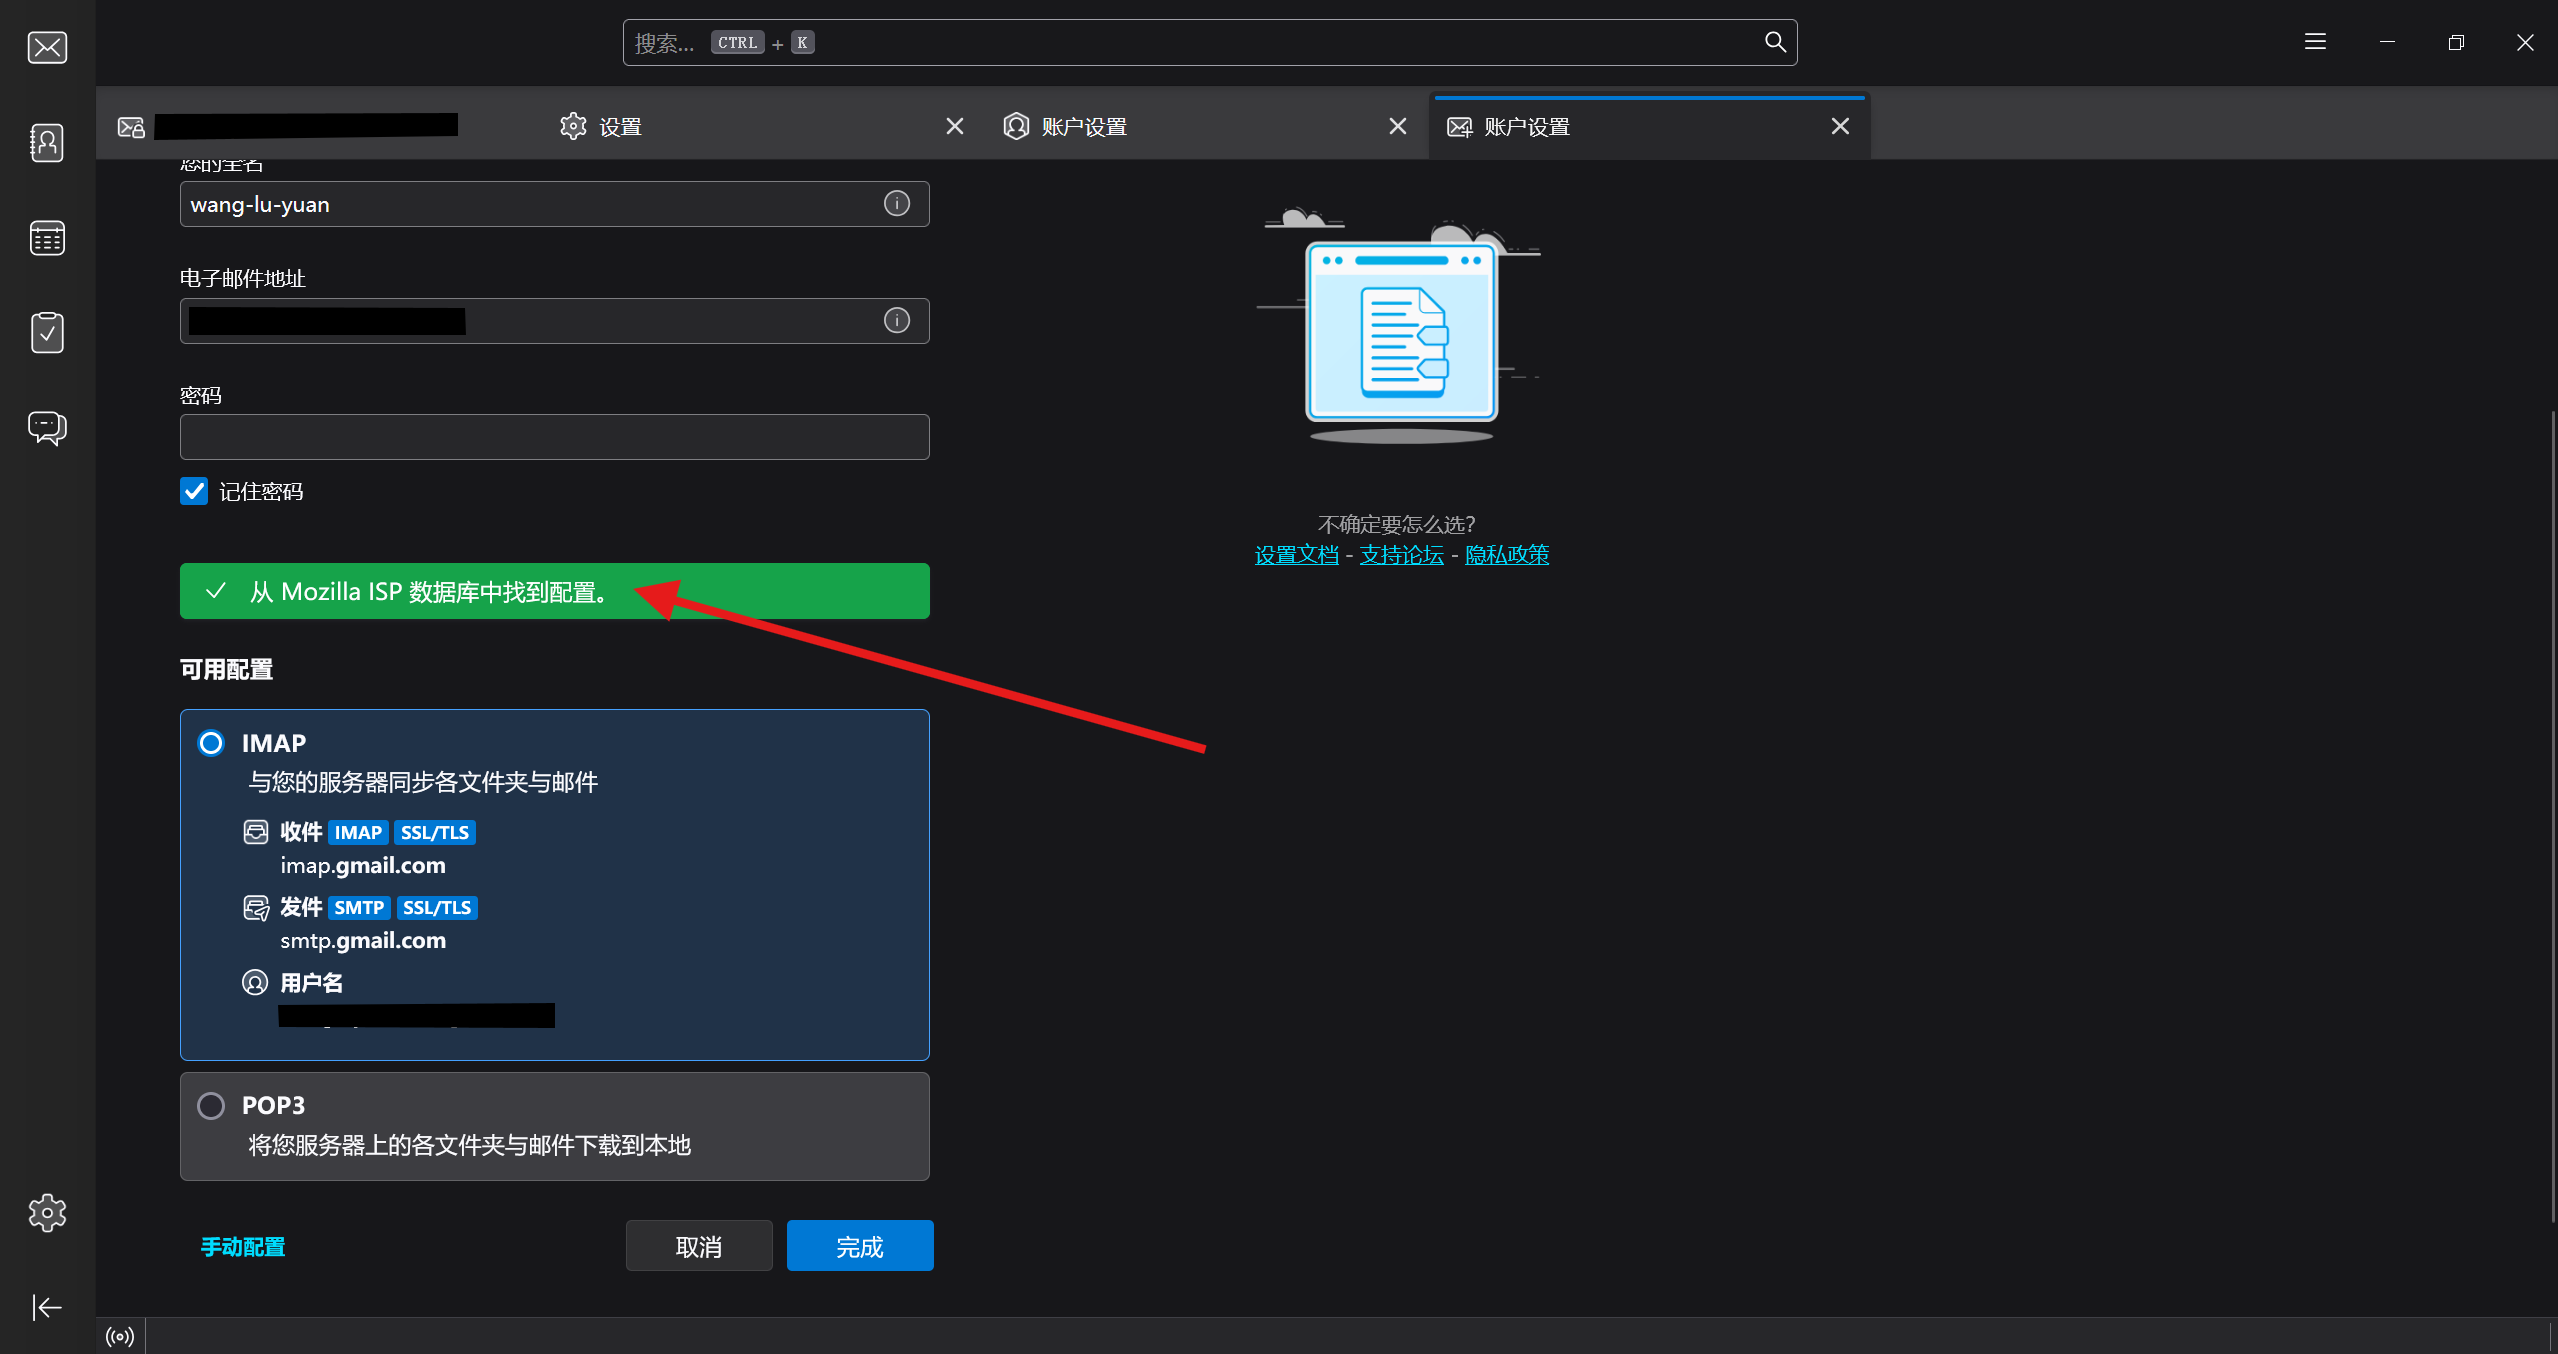 搜索... CTRL + K
设置
账户设置
账户设置
您的全名
wang-lu-yuan
电子邮件地址
密码
记住密码
从 Mozilla ISP 数据库中找到配置。
可用配置
IMAP
与您的服务器同步各文件夹与邮件
收件 IMAP SSL/TLS
imap.gmail.com
发件 SMTP SSL/TLS
smtp.gmail.com
用户名
POP3
将您服务器上的各文件夹与邮件下载到本地
手动配置
取消
完成
不确定要怎么选?
设置文档 - 支持论坛 - 隐私政策